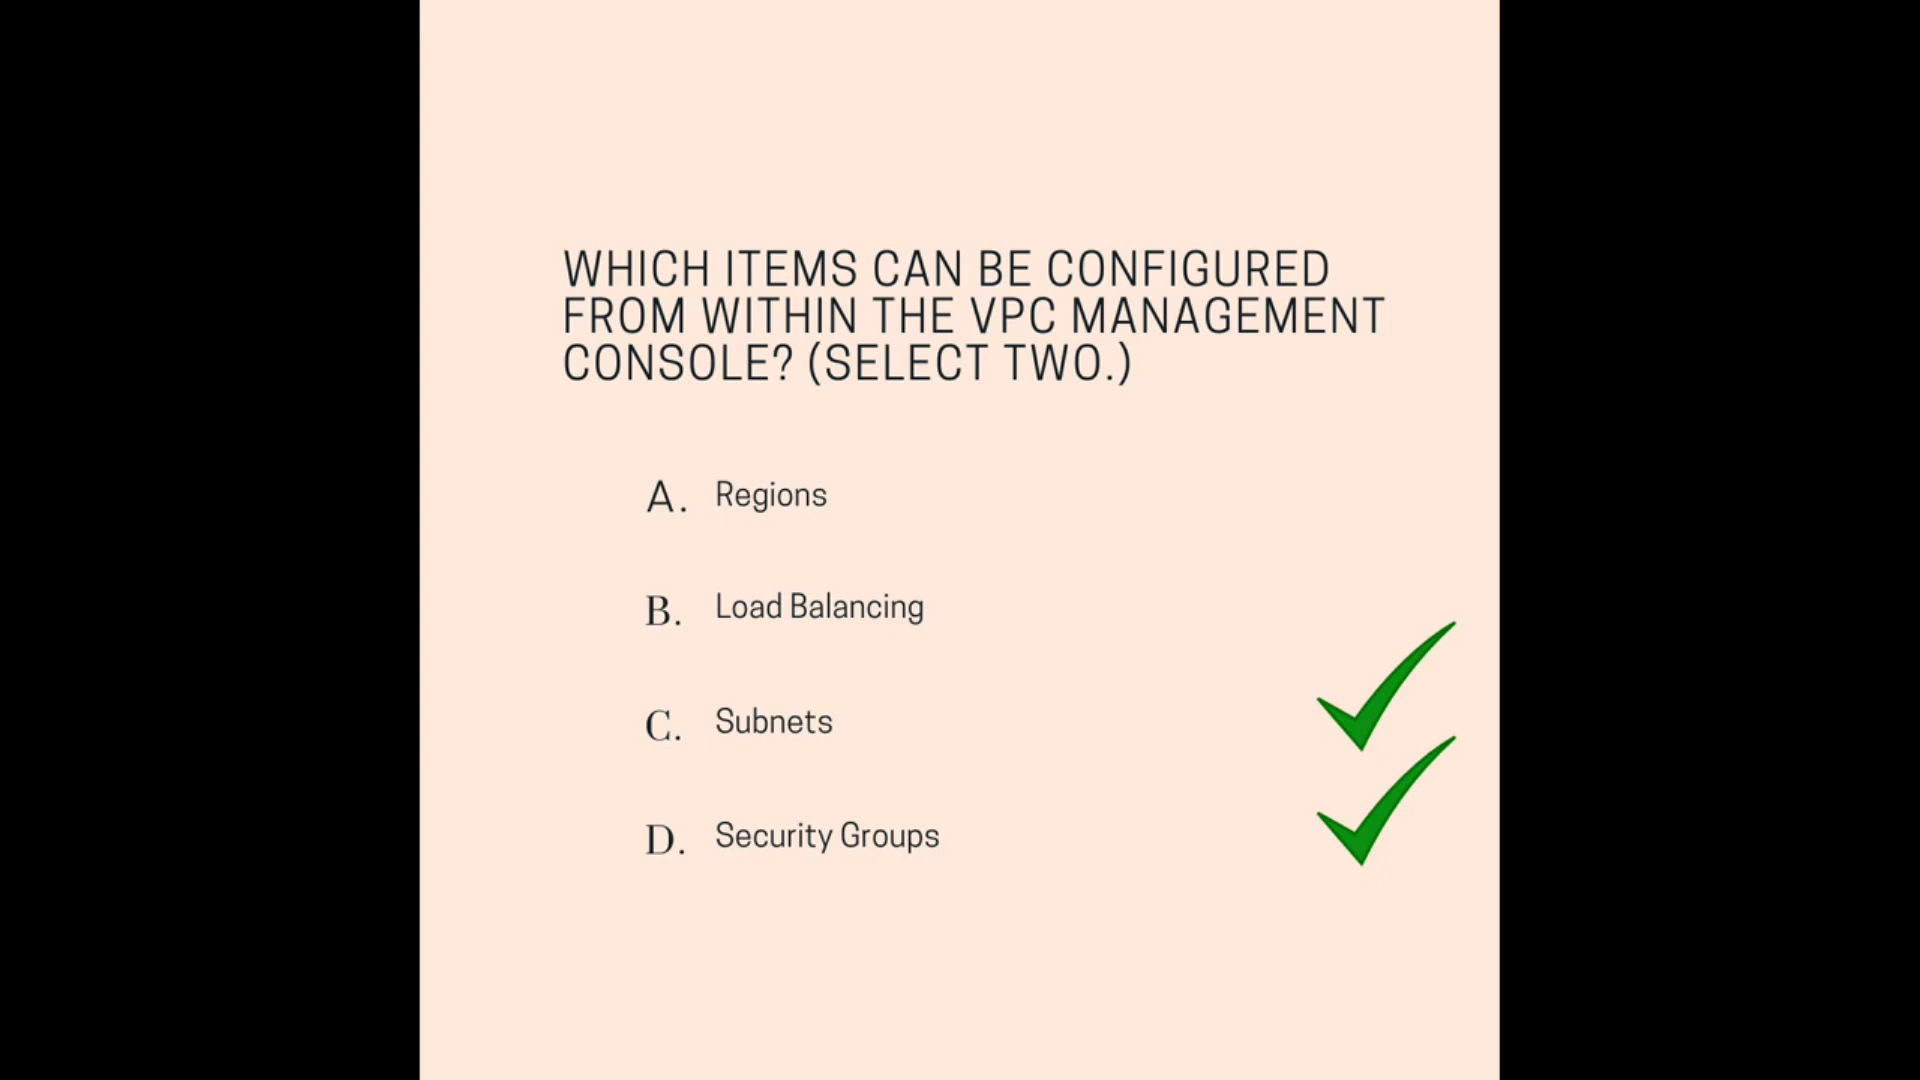 WHICH ITEMS CAN BE CONFIGURED
FROM WITHIN THE VPC MANAGEMENT
CONSOLE? (SELECT TWO.)
A. Regions
B. Load Balancing
C. Subnets
D. Security Groups